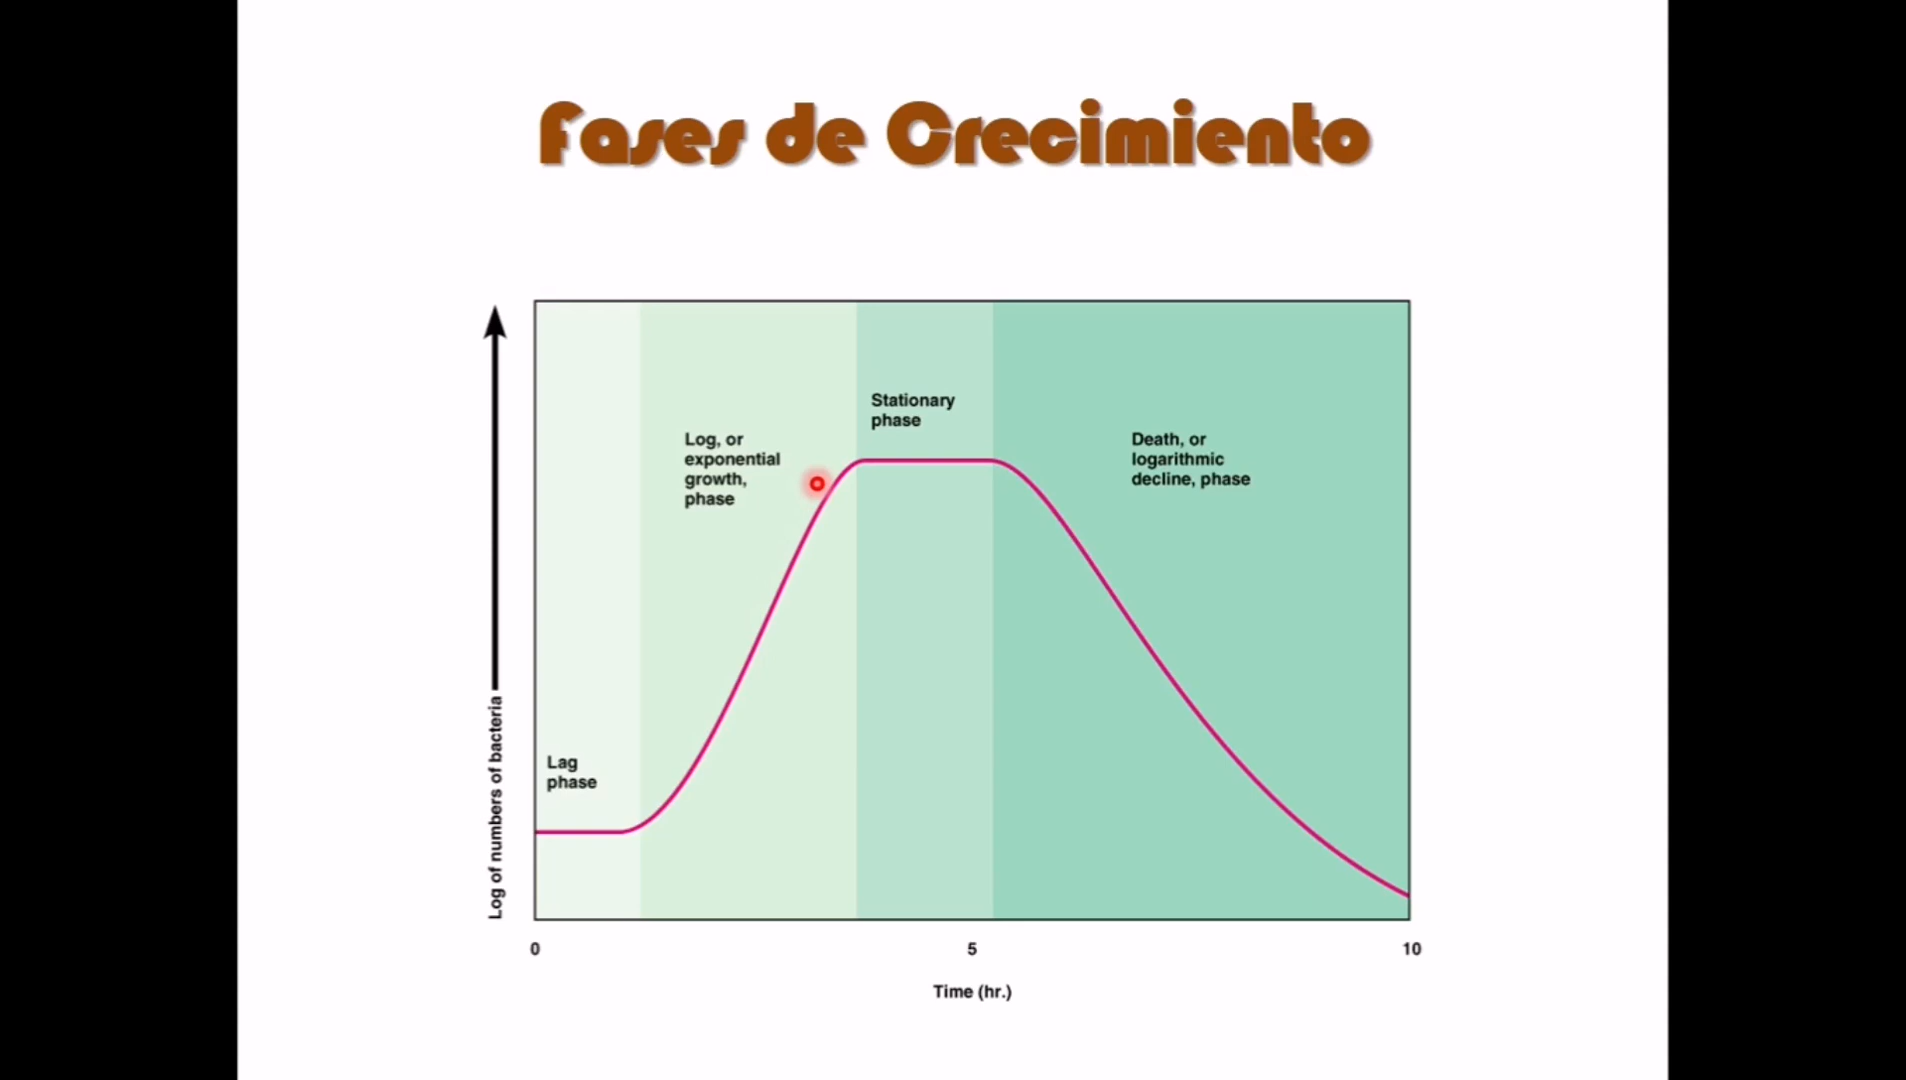 Fases de Crecimiento
Stationary
phase
Log, or
exponential
growth,
phase
Death, or
logarithmic
decline, phase
Lag
phase
Log of numbers of bacteria
0
5
10
Time (hr.)